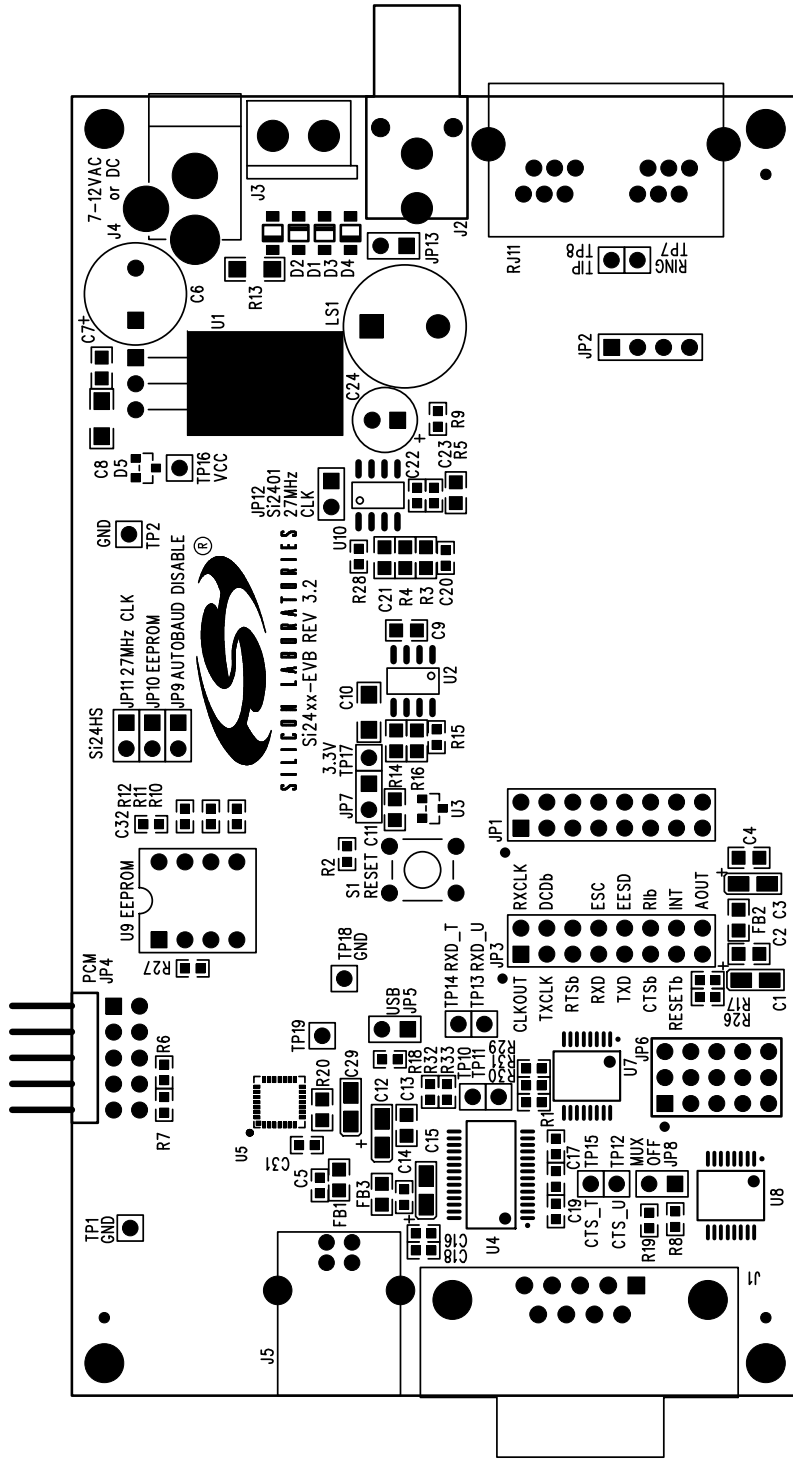 7-12VAC
or DC
J4
J3
J2
RJ11
C7
+
C6
R13
D2
D1
D3
D4
JP13
TIP
TP8
RING
TP7
U1
LS1
JP2
C24
+
C8
D5
TP16
VCC
JP12
Si2401
27MHz
CLK
C22
C23
R5
R9
U10
GND
TP2
R28
C21
R4
R3
C20
®
SILICON LABORATORIES
Si24xx-EVB REV 3.2
Si24HS
JP11 27MHz CLK
JP10 EEPROM
JP9 AUTOBAUD DISABLE
C9
U2
C10
3.3V
TP17
JP7
R15
R14
R16
U3
C11
C32
R12
R11
R10
R2
S1
RESET
JP1
U9 EEPROM
R27
TP18
GND
PCM
JP4
TP14 RXD_T
TP13 RXD_U
JP3
CLKOUT
RXCLK
TXCLK
DCDb
RTSb
RXD
ESC
TXD
EESD
CTSb
RIb
RESETb
INT
AOUT
C4
+
C3
FB2
C2
+
C1
R17
R26
USB
JP5
TP19
R6
R7
R20
C29
R18
R32
R33
TP10
TP11
R29
R31
R30
R1
U7
JP6
U5
C31
C12
+
C13
C5
FB1
FB3
C14
C15
+
C16
C18
U4
C17
C19
TP15
TP12
CTS_T
CTS_U
MUX
OFF
JP8
R19
R8
U8
TP1
GND
J5
J1